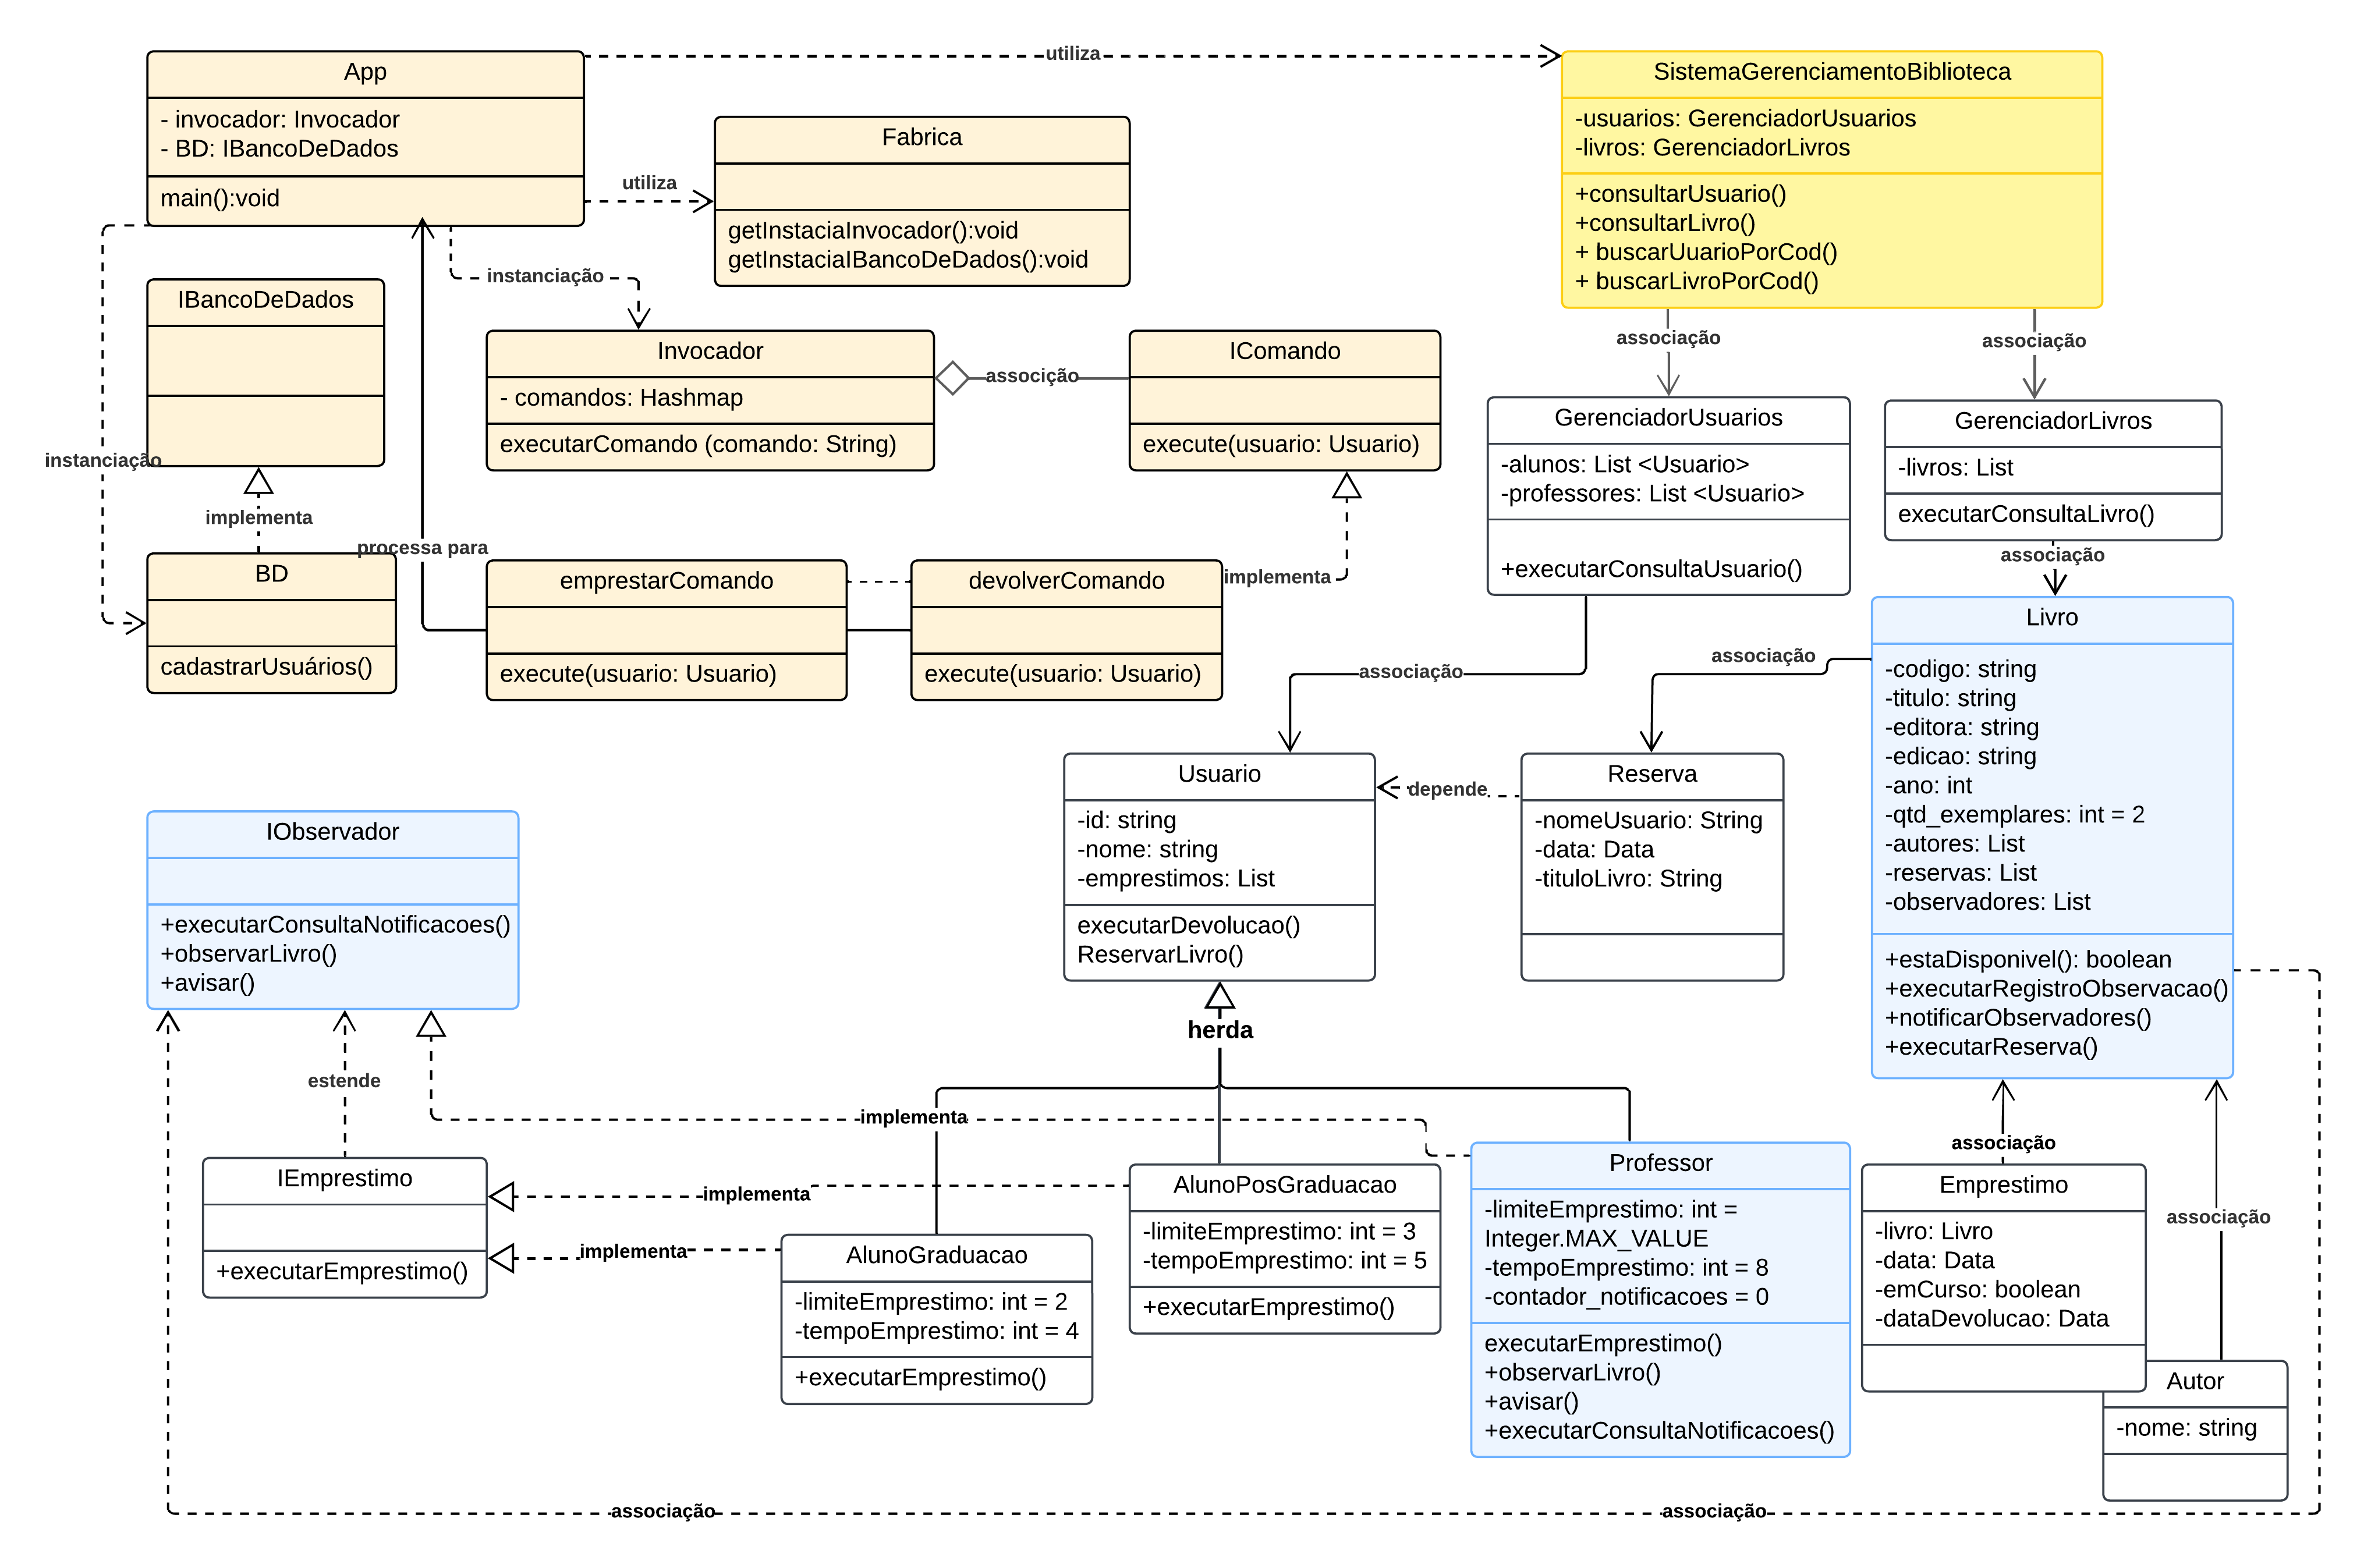 App
- invocador: Invocador
- BD: IBancoDeDados
main():void
utiliza
SistemaGerenciamentoBiblioteca
-usuarios: GerenciadorUsuarios
-livros: GerenciadorLivros
+consultarUsuario()
+consultarLivro()
+ buscarUuarioPorCod()
+ buscarLivroPorCod()
utiliza
Fabrica
getInstaciaInvocador():void
getInstaciaIBancoDeDados():void
instanciação
IBancoDeDados
instanciação
implementa
BD
cadastrarUsuários()
Invocador
- comandos: Hashmap
executarComando (comando: String)
associção
IComando
execute(usuario: Usuario)
processa para
emprestarComando
execute(usuario: Usuario)
devolverComando
execute(usuario: Usuario)
implementa
associação
associação
GerenciadorUsuarios
-alunos: List <Usuario>
-professores: List <Usuario>
+executarConsultaUsuario()
GerenciadorLivros
-livros: List
executarConsultaLivro()
associação
associação
associação
Livro
-codigo: string
-titulo: string
-editora: string
-edicao: string
-ano: int
-qtd_exemplares: int = 2
-autores: List
-reservas: List
-observadores: List
+estaDisponivel(): boolean
+executarRegistroObservacao()
+notificarObservadores()
+executarReserva()
Usuario
-id: string
-nome: string
-emprestimos: List
executarDevolucao()
ReservarLivro()
depende
Reserva
-nomeUsuario: String
-data: Data
-tituloLivro: String
IObservador
+executarConsultaNotificacoes()
+observarLivro()
+avisar()
herda
estende
implementa
IEmprestimo
+executarEmprestimo()
implementa
implementa
AlunoGraduacao
-limiteEmprestimo: int = 2
-tempoEmprestimo: int = 4
+executarEmprestimo()
AlunoPosGraduacao
-limiteEmprestimo: int = 3
-tempoEmprestimo: int = 5
+executarEmprestimo()
Professor
-limiteEmprestimo: int =
Integer.MAX_VALUE
-tempoEmprestimo: int = 8
-contador_notificacoes = 0
executarEmprestimo()
+observarLivro()
+avisar()
+executarConsultaNotificacoes()
associação
Emprestimo
-livro: Livro
-data: Data
-emCurso: boolean
-dataDevolucao: Data
associação
Autor
-nome: string
associação
associação